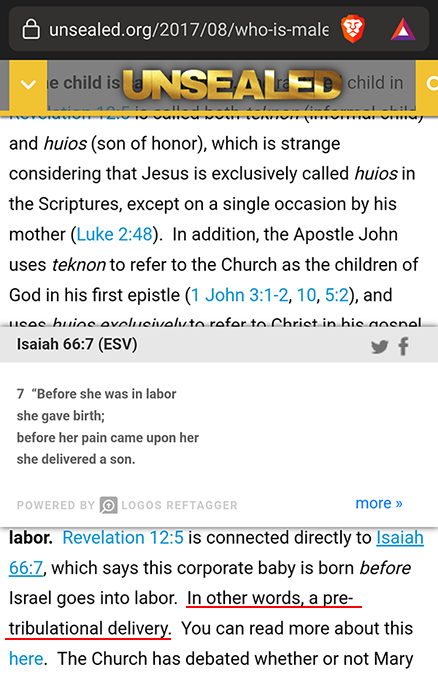 unsealed.org/2017/08/who-is-male
e child is
UNSEALED
child in
Revelation 12:5 is called both teknon (informal child)
and huios (son of honor), which is strange
considering that Jesus is exclusively called huios in
the Scriptures, except on a single occasion by his
mother (Luke 2:48). In addition, the Apostle John
uses teknon to refer to the Church as the children of
God in his first epistle (1 John 3:1-2, 10, 5:2), and
uses huios exclusively to refer to Christ in his gospel
Isaiah 66:7 (ESV)
7 “Before she was in labor
she gave birth;
before her pain came upon her
she delivered a son.
POWERED BY LOGOS REFTAGGER
more »
labor. Revelation 12:5 is connected directly to Isaiah
66:7, which says this corporate baby is born before
Israel goes into labor. In other words, a pre-
tribulational delivery. You can read more about this
here. The Church has debated whether or not Mary